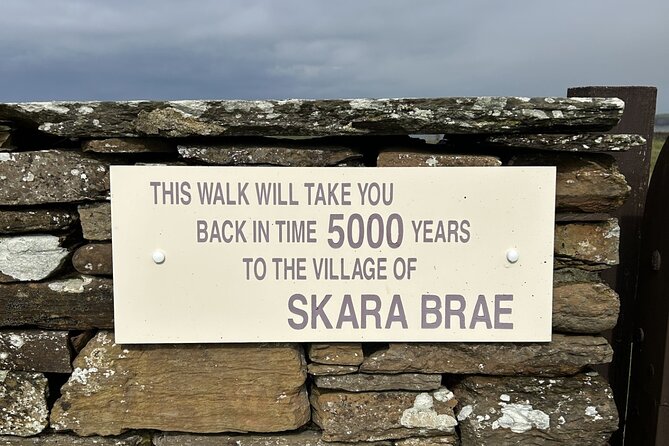 THIS WALK WILL TAKE YOU
BACK IN TIME 5000 YEARS
TO THE VILLAGE OF
SKARA BRAE